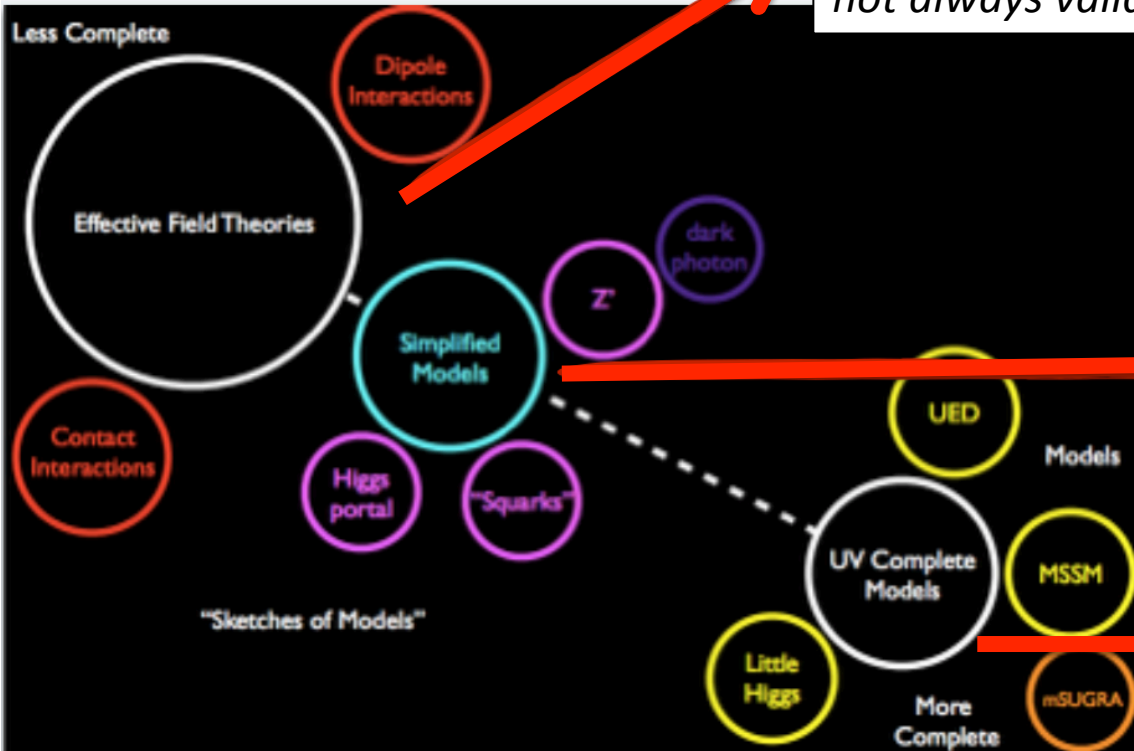 not always valid
Less Complete
Dipole
Interactions
Effective Field Theories
dark
photon
Z'
Simplified
Models
UED
Contact
Interactions
Models
Higgs
portal
"Squarks"
UV Complete
Models
MSSM
"Sketches of Models"
Little
Higgs
More
Complete
mSUGRA